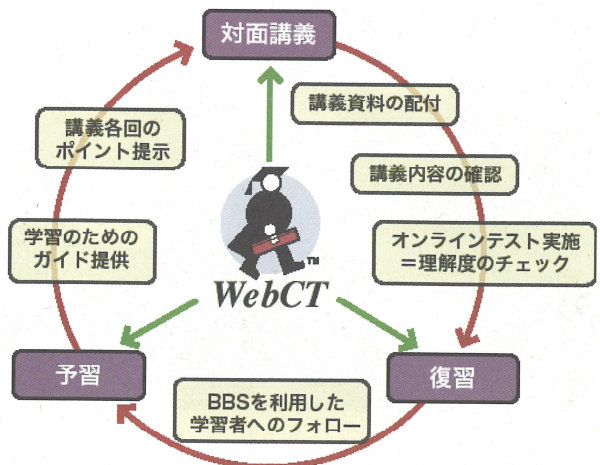 対面講義
講義資料の配付
講義各回の
ポイント提示
講義内容の確認
学習のための
ガイド提供
オンラインテスト実施
＝理解度のチェック
TM
WebCT
予習
復習
BBSを利用した
学習者へのフォロー